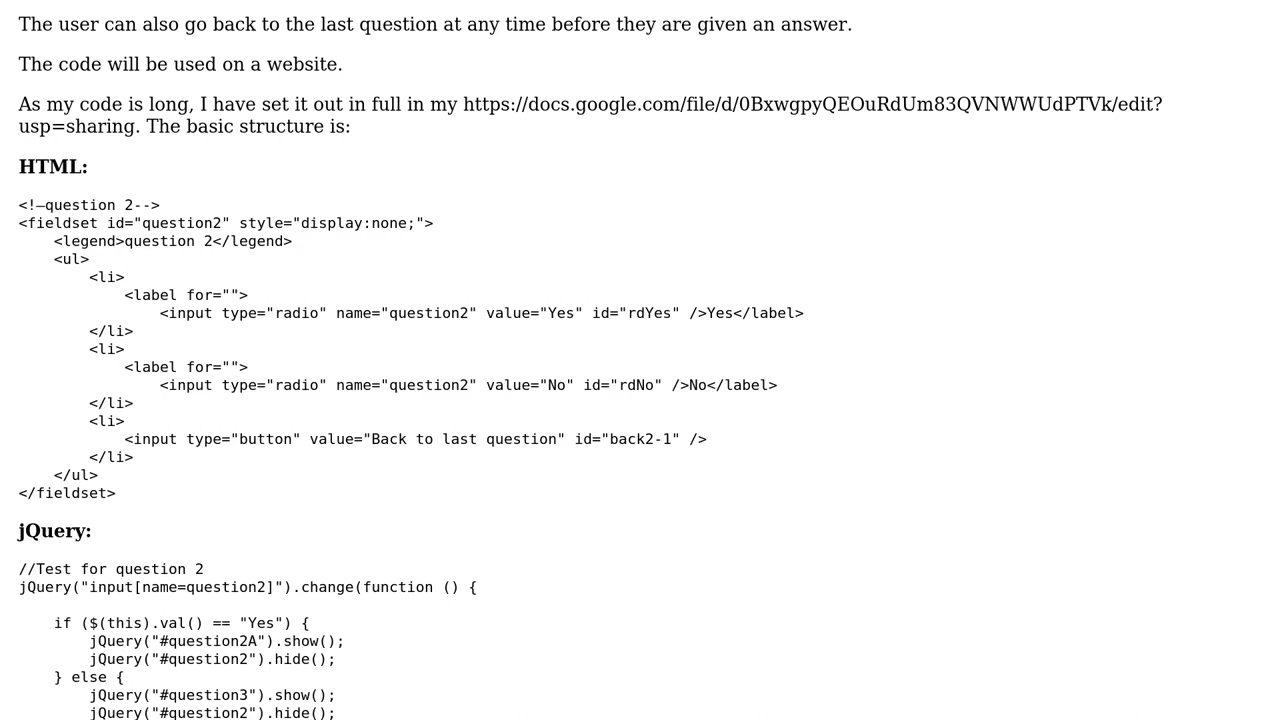 The user can also go back to the last question at any time before they are given an answer.
The code will be used on a website.
As my code is long, I have set it out in full in my https://docs.google.com/file/d/0BxwgpyQEOuRdUm83QVNWWUdPTVk/edit?
usp=sharing. The basic structure is:
HTML:
<!—question 2-->
<fieldset id="question2" style="display:none;">
    <legend>question 2</legend>
    <ul>
        <li>
            <label for="">
                <input type="radio" name="question2" value="Yes" id="rdYes" />Yes</label>
        </li>
        <li>
            <label for="">
                <input type="radio" name="question2" value="No" id="rdNo" />No</label>
        </li>
        <li>
            <input type="button" value="Back to last question" id="back2-1" />
        </li>
    </ul>
</fieldset>
jQuery:
//Test for question 2
jQuery("input[name=question2]").change(function () {
    if ($(this).val() == "Yes") {
        jQuery("#question2A").show();
        jQuery("#question2").hide();
    } else {
        jQuery("#question3").show();
        jQuery("#question2").hide();